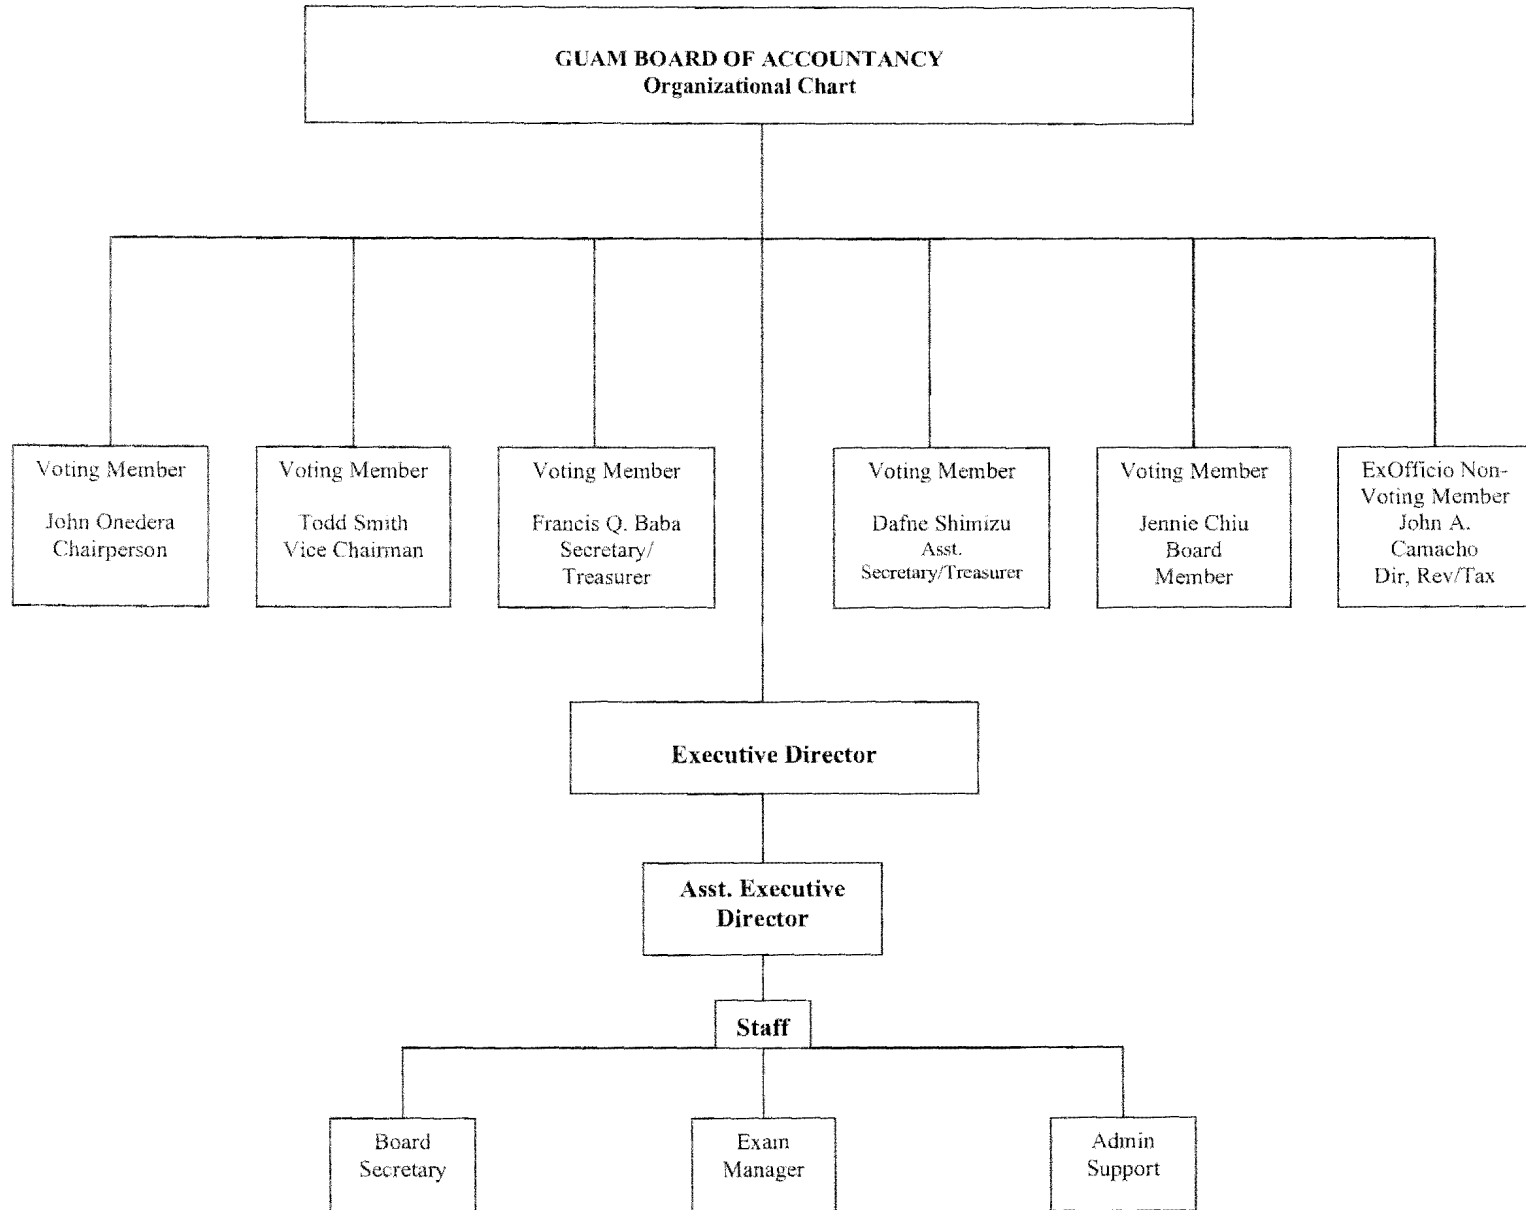 GUAM BOARD OF ACCOUNTANCY
Organizational Chart
Voting Member
John Onedera
Chairperson
Voting Member
Todd Smith
Vice Chairman
Voting Member
Francis Q. Baba
Secretary/
Treasurer
Voting Member
Dafne Shimizu
Asst.
Secretary/Treasurer
Voting Member
Jennie Chiu
Board
Member
ExOfficio Non-
Voting Member
John A.
Camacho
Dir, Rev/Tax
Executive Director
Asst. Executive
Director
Staff
Board
Secretary
Exam
Manager
Admin
Support